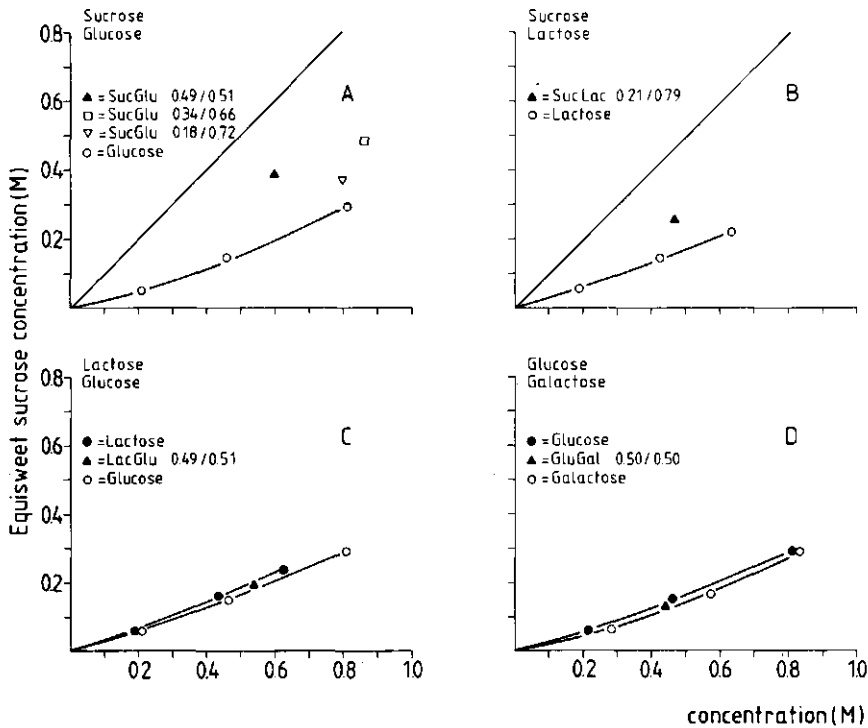 Equisweet sucrose concentration (M)
Sucrose
Glucose
0.8
0.6
0.4
0.2
▲ = SucGlu 0.49/0.51
□ = SucGlu 0.34/0.66
▽ = SucGlu 0.18/0.72
○ = Glucose
A
Sucrose
Lactose
▲ = SucLac 0.21/0.79
○ = Lactose
B
Lactose
Glucose
0.8
0.6
0.4
0.2
● = Lactose
▲ = LacGlu 0.49/0.51
○ = Glucose
C
0.2 0.4 0.6 0.8 1.0
Glucose
Galactose
● = Glucose
▲ = GluGal 0.50/0.50
○ = Galactose
D
0.2 0.4 0.6 0.8 1.0
concentration (M)